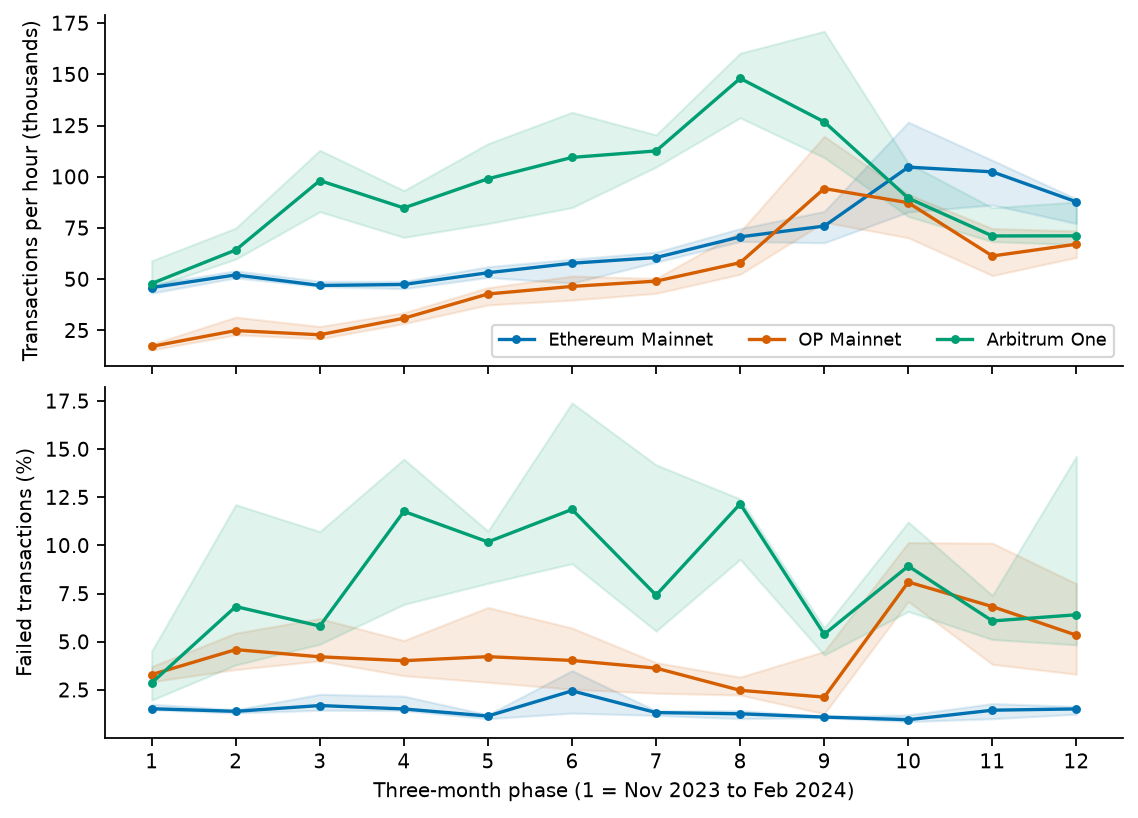 Transactions per hour (thousands)
175
150
125
100
75
50
25
Ethereum Mainnet OP Mainnet Arbitrum One
Failed transactions (%)
17.5
15.0
12.5
10.0
7.5
5.0
2.5
1 2 3 4 5 6 7 8 9 10 11 12
Three-month phase (1 = Nov 2023 to Feb 2024)